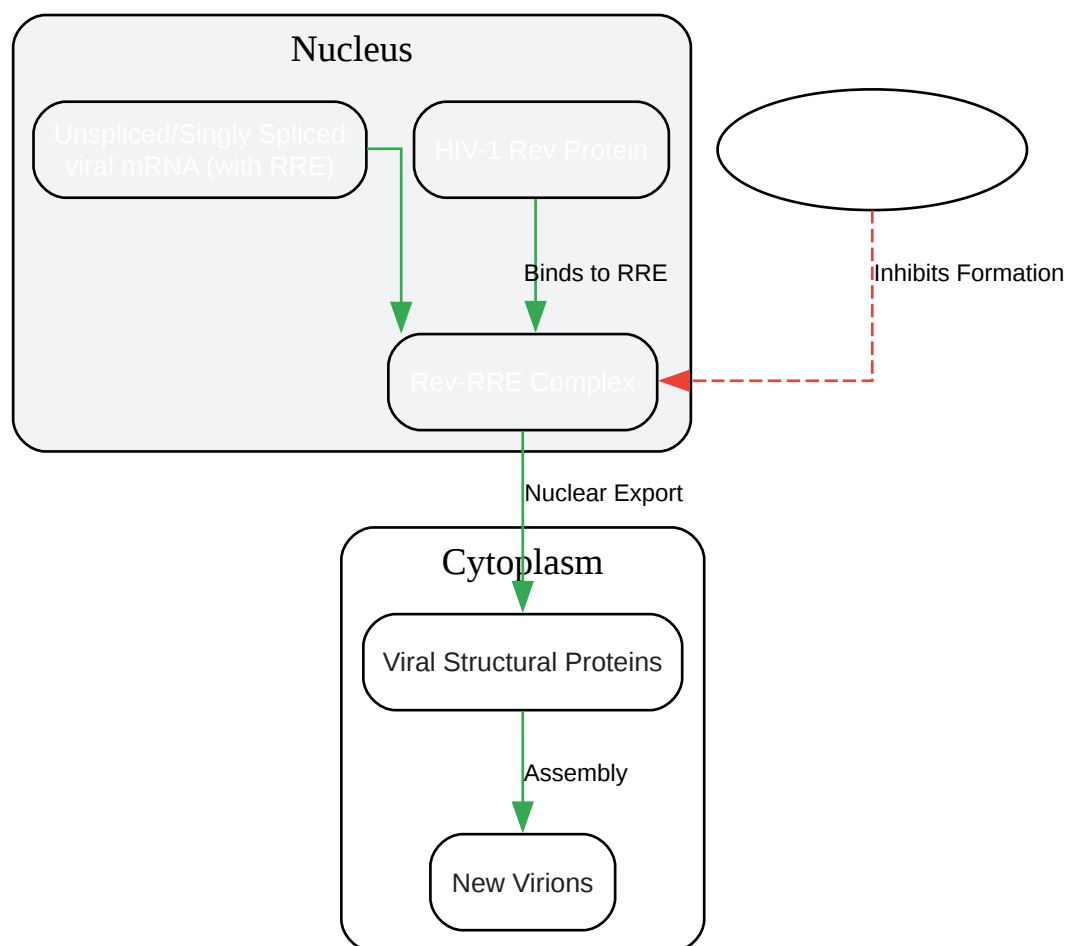 Nucleus
Unspliced/Singly Spliced
viral mRNA (with RRE)
HIV-1 Rev Protein
Binds to RRE
Inhibits Formation
Rev-RRE Complex
Nuclear Export
Cytoplasm
Viral Structural Proteins
Assembly
New Virions